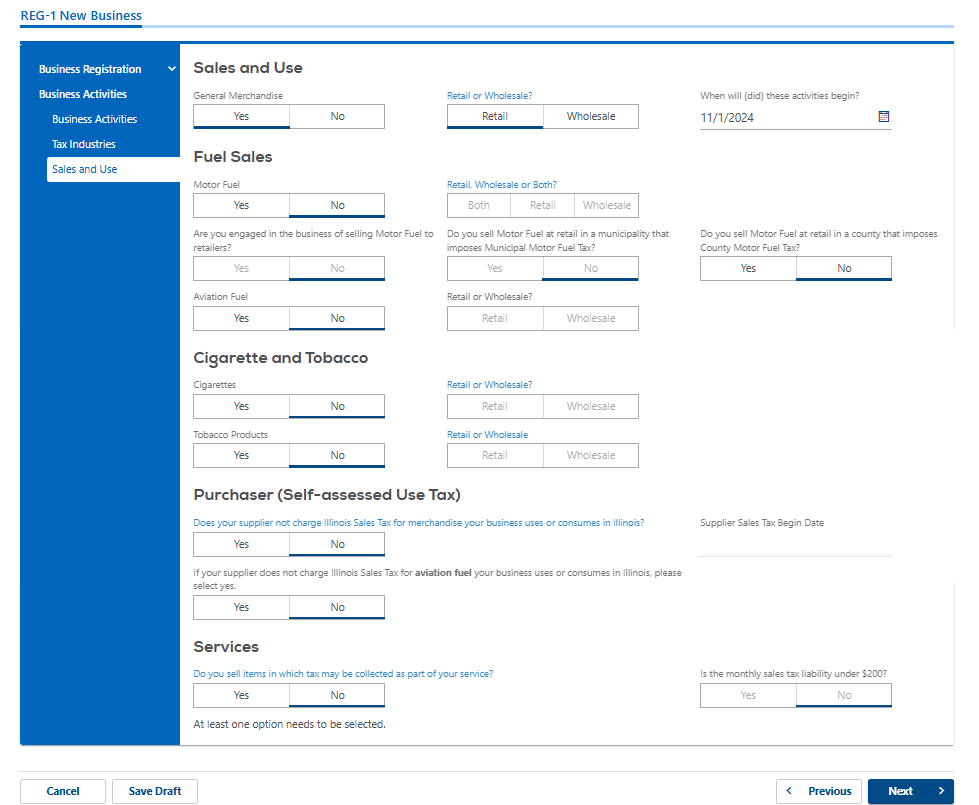 REG-1 New Business
Business Registration
Business Activities
Business Activities
Tax Industries
Sales and Use
Sales and Use
General Merchandise
Yes No
Retail or Wholesale?
Retail Wholesale
When will (did) these activities begin?
11/1/2024
Fuel Sales
Motor Fuel
Yes No
Retail, Wholesale or Both?
Both Retail Wholesale
Are you engaged in the business of selling Motor Fuel to
retailers?
Yes No
Do you sell Motor Fuel at retail in a municipality that
imposes Municipal Motor Fuel Tax?
Yes No
Do you sell Motor Fuel at retail in a county that imposes
County Motor Fuel Tax?
Yes No
Aviation Fuel
Yes No
Retail or Wholesale?
Retail Wholesale
Cigarette and Tobacco
Cigarettes
Yes No
Retail or Wholesale?
Retail Wholesale
Tobacco Products
Yes No
Retail or Wholesale
Retail Wholesale
Purchaser (Self-assessed Use Tax)
Does your supplier not charge Illinois Sales Tax for merchandise your business uses or consumes in Illinois?
Yes No
Supplier Sales Tax Begin Date
If your supplier does not charge Illinois Sales Tax for aviation fuel your business uses or consumes in Illinois, please
select yes.
Yes No
Services
Do you sell items in which tax may be collected as part of your service?
Yes No
Is the monthly sales tax liability under $200?
Yes No
At least one option needs to be selected.
Cancel Save Draft Previous Next